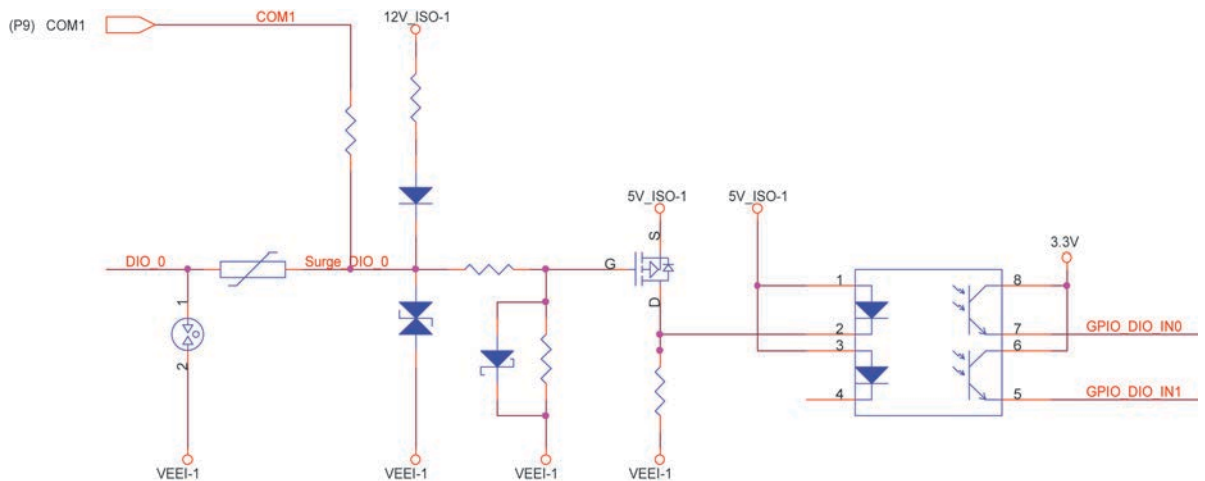 (P9) COM1
COM1
12V_ISO-1
5V_ISO-1
5V_ISO-1
3.3V
DIO_0
Surge_DIO_0
G
S
D
1
2
1
2
3
4
8
7
6
5
GPIO_DIO_IN0
GPIO_DIO_IN1
VEEI-1
VEEI-1
VEEI-1
VEEI-1